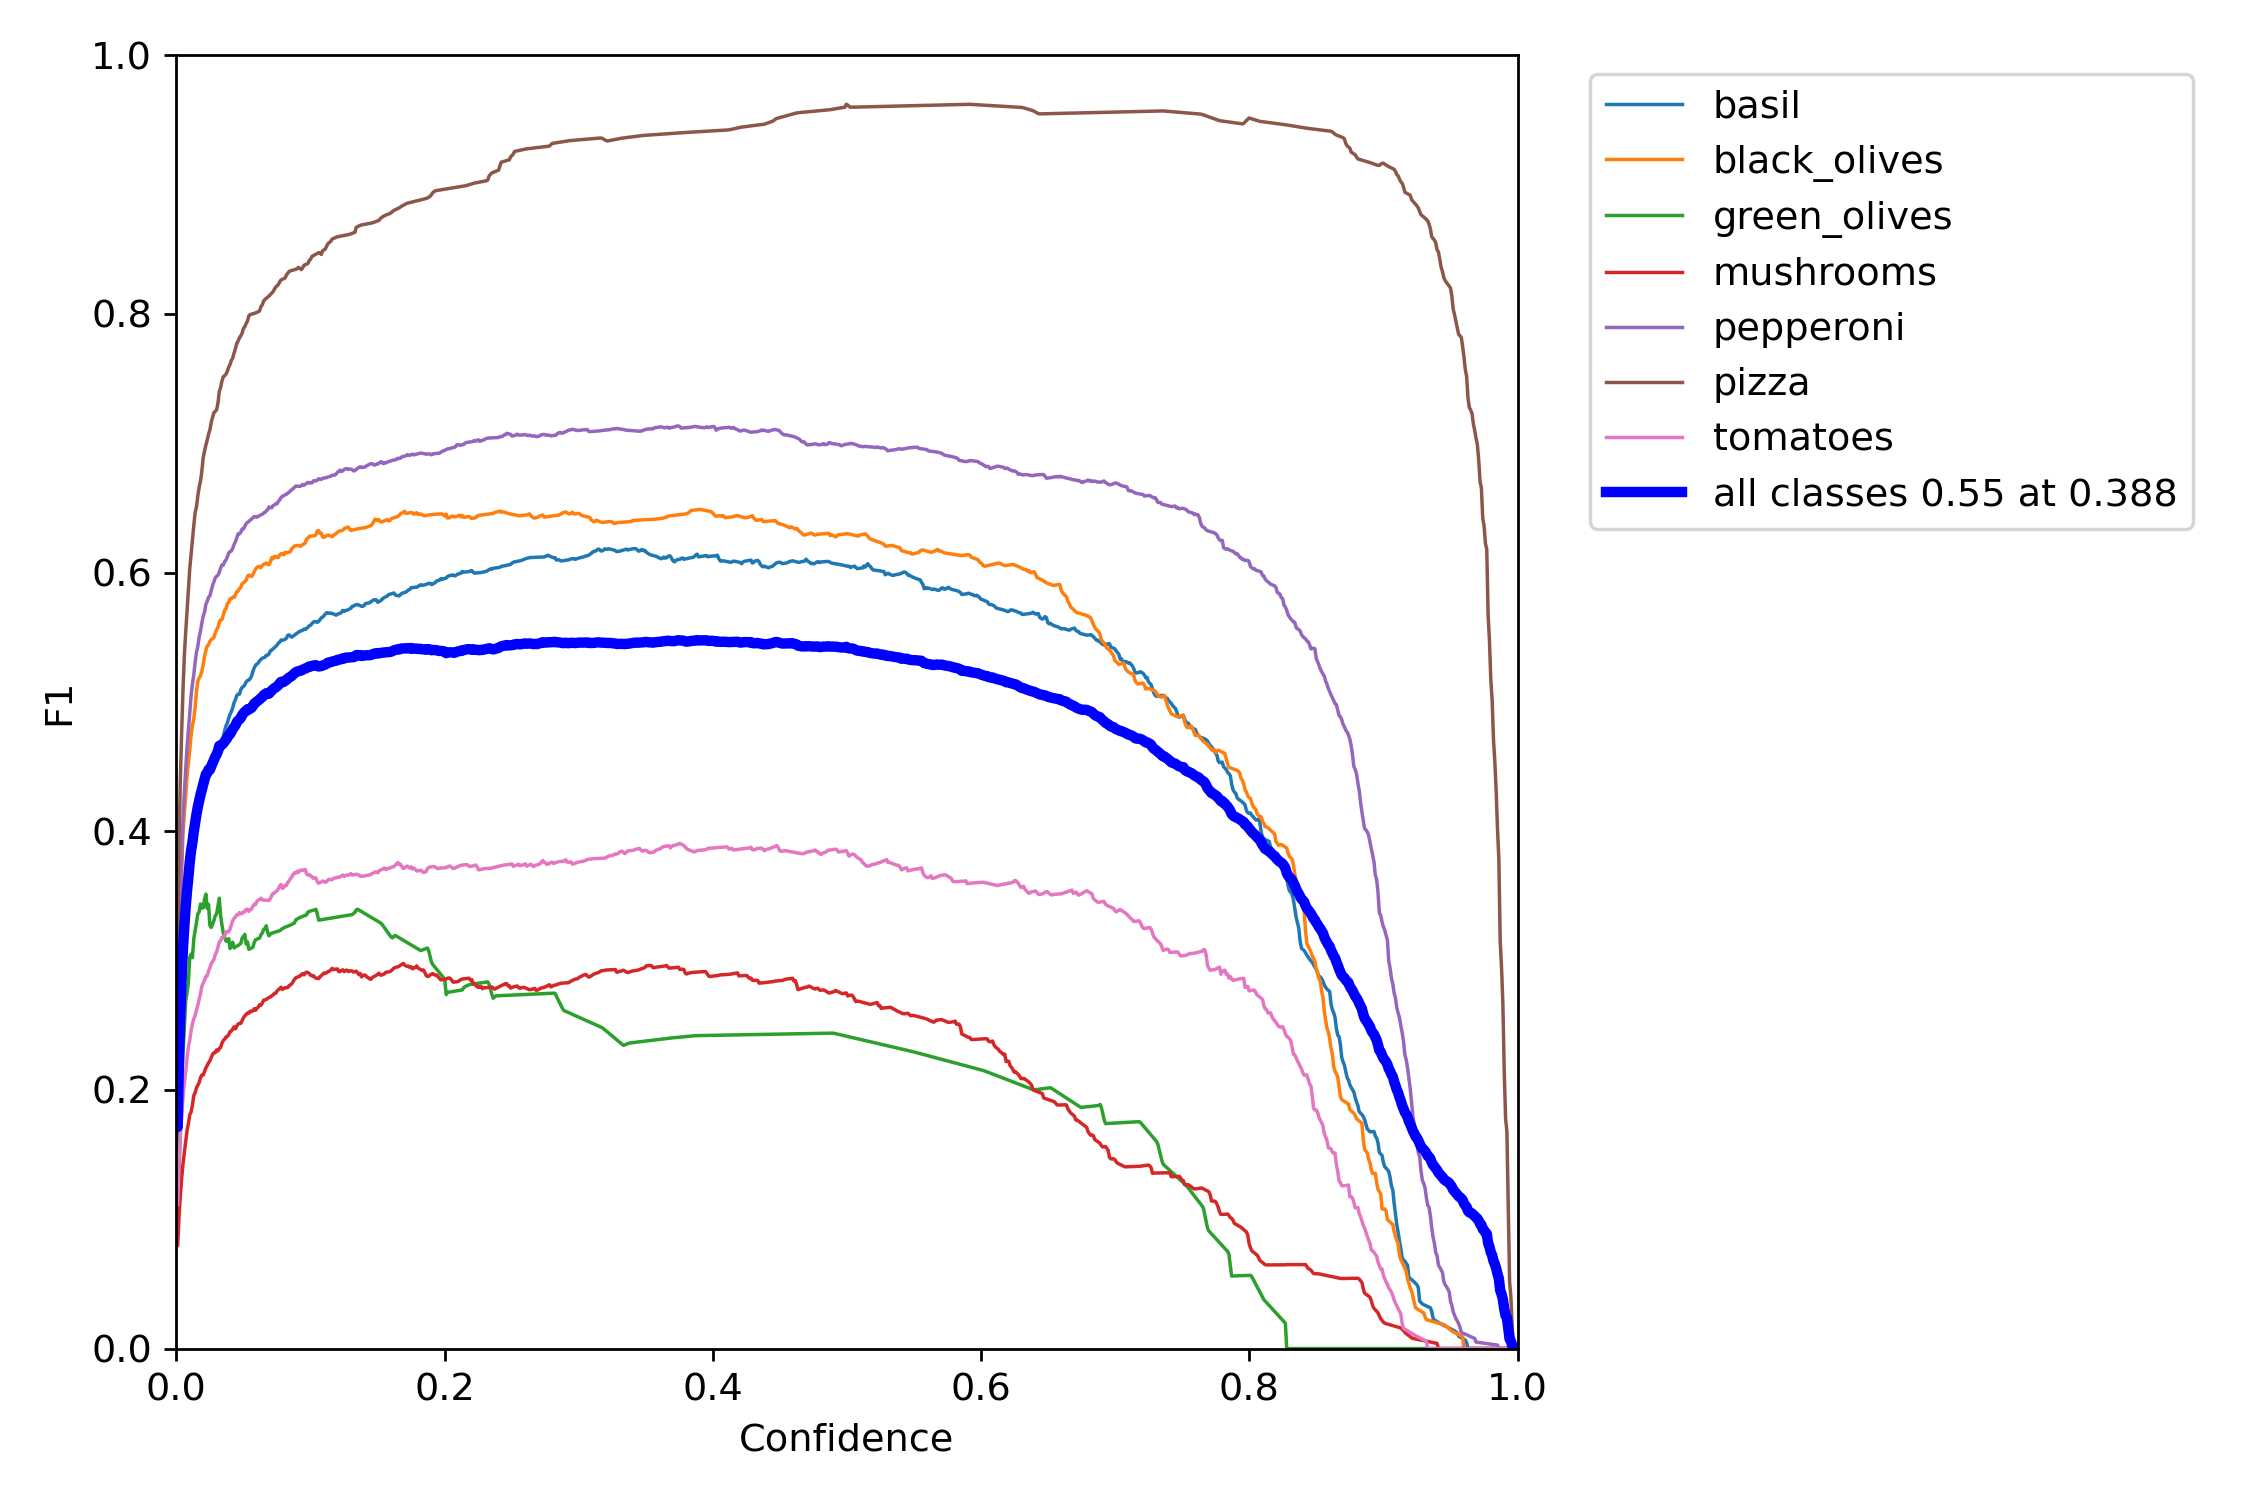 1.0
0.8
0.6
0.4
0.2
0.0
F1
0.0 0.2 0.4 0.6 0.8 1.0
Confidence
basil
black_olives
green_olives
mushrooms
pepperoni
pizza
tomatoes
all classes 0.55 at 0.388